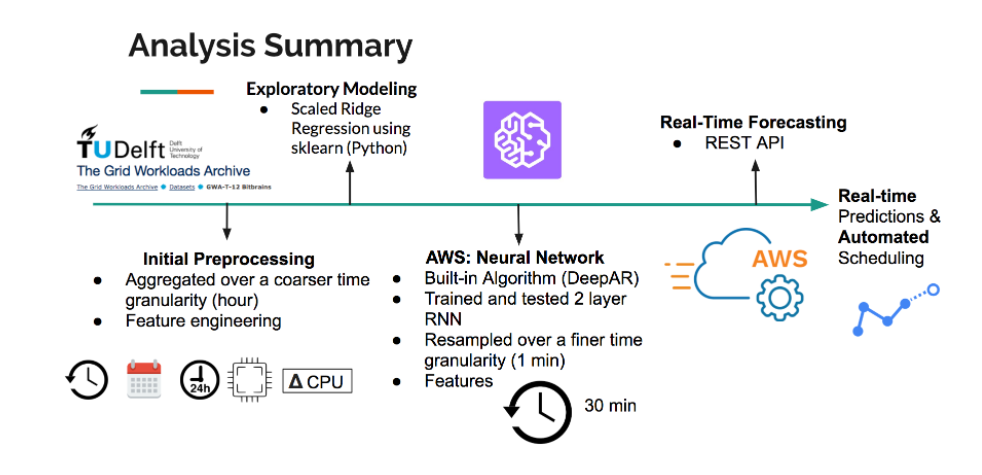 Analysis Summary
Exploratory Modeling
● Scaled Ridge
Regression using
sklearn (Python)
TUDelft Delft
University of
Technology
The Grid Workloads Archive
The Grid Workloads Archive ● Datasets ● GWA-T-12 Bitbrains
Real-Time Forecasting
● REST API
Real-time
Predictions &
Automated
Scheduling
Initial Preprocessing
● Aggregated over a coarser time
granularity (hour)
● Feature engineering
24h
Δ CPU
AWS: Neural Network
● Built-in Algorithm (DeepAR)
● Trained and tested 2 layer
RNN
● Resampled over a finer time
granularity (1 min)
● Features
30 min
AWS